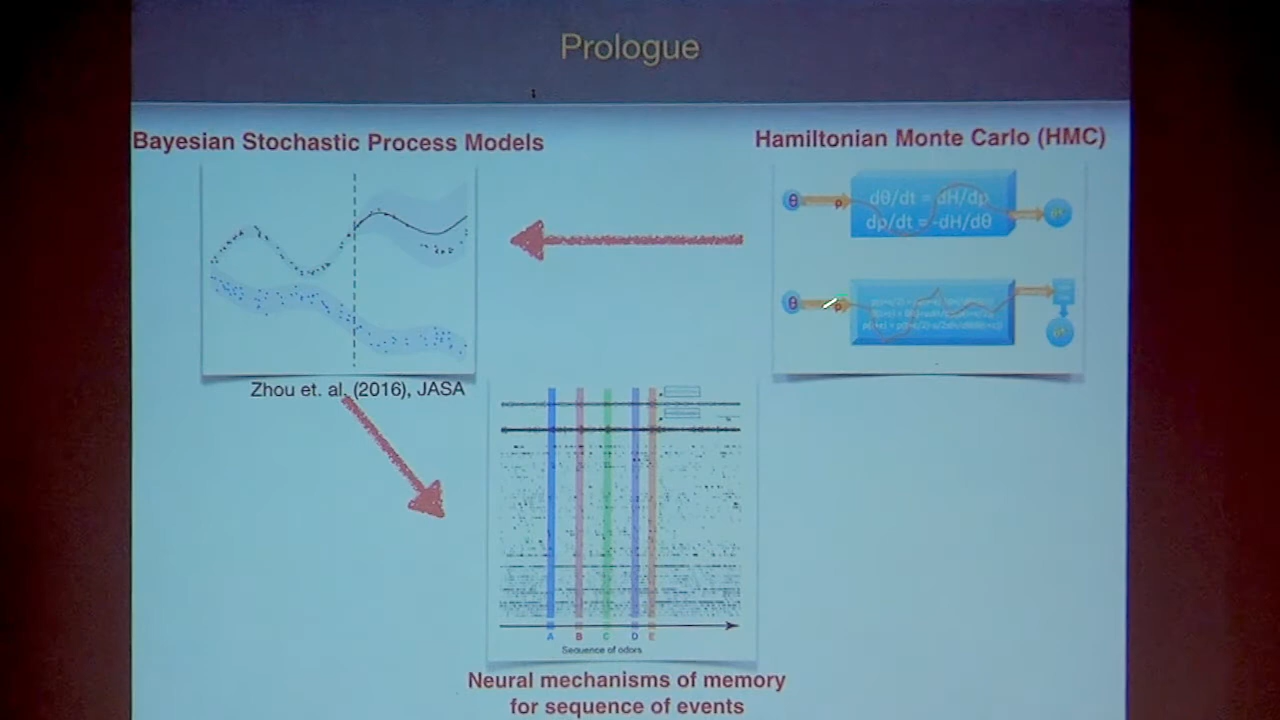 Prologue
Bayesian Stochastic Process Models
Hamiltonian Monte Carlo (HMC)
θ
p
dθ/dt = dH/dp
dp/dt = -dH/dθ
θ
p
Zhou et. al. (2016), JASA
A B C D E
Sequence of odors
Neural mechanisms of memory
for sequence of events